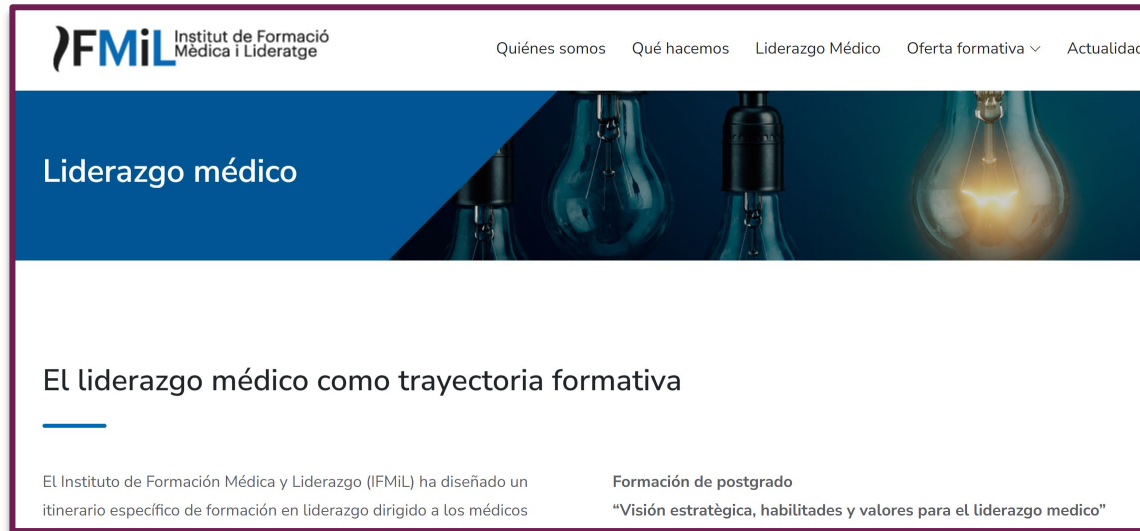 IFMiL Institut de Formació
Mèdica i Lideratge
Quiénes somos Qué hacemos Liderazgo Médico Oferta formativa Actualidad
Liderazgo médico
El liderazgo médico como trayectoria formativa
El Instituto de Formación Médica y Liderazgo (IFMiL) ha diseñado un
itinerario específico de formación en liderazgo dirigido a los médicos
Formación de postgrado
“Visión estratègica, habilidades y valores para el liderazgo medico”